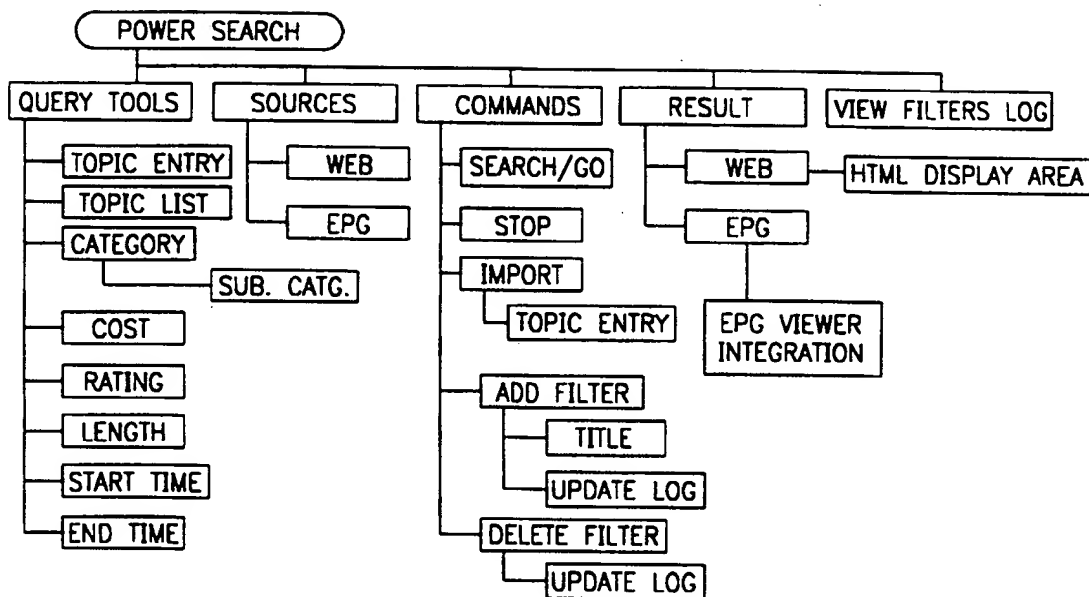 POWER SEARCH
QUERY TOOLS
TOPIC ENTRY
TOPIC LIST
CATEGORY
SUB. CATG.
COST
RATING
LENGTH
START TIME
END TIME
SOURCES
WEB
EPG
COMMANDS
SEARCH/GO
STOP
IMPORT
TOPIC ENTRY
ADD FILTER
TITLE
UPDATE LOG
DELETE FILTER
UPDATE LOG
RESULT
WEB
HTML DISPLAY AREA
EPG
EPG VIEWER
INTEGRATION
VIEW FILTERS LOG